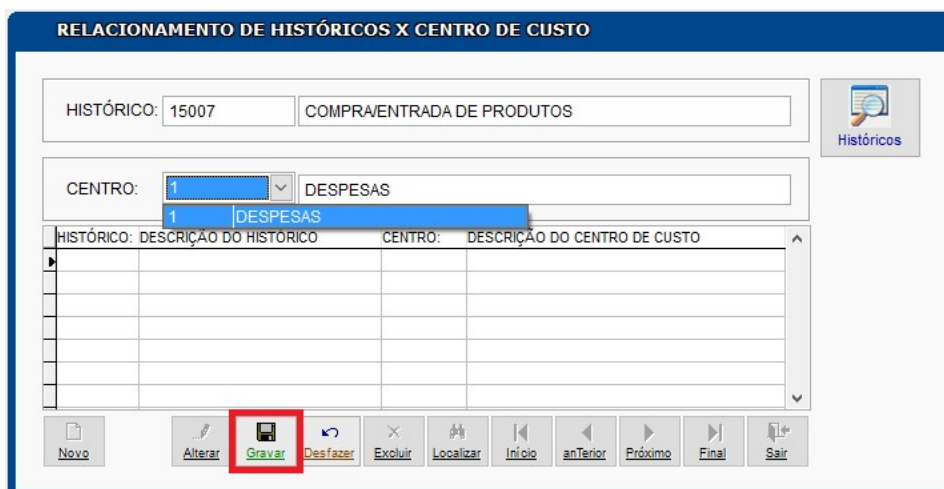 RELACIONAMENTO DE HISTÓRICOS X CENTRO DE CUSTO
HISTÓRICO: 15007 COMPRA/ENTRADA DE PRODUTOS
Históricos
CENTRO: 1 DESPESAS
1 DESPESAS
HISTÓRICO: DESCRIÇÃO DO HISTÓRICO CENTRO: DESCRIÇÃO DO CENTRO DE CUSTO
Novo Alterar Gravar Desfazer Excluir Localizar Início anTerior Próximo Final Sair